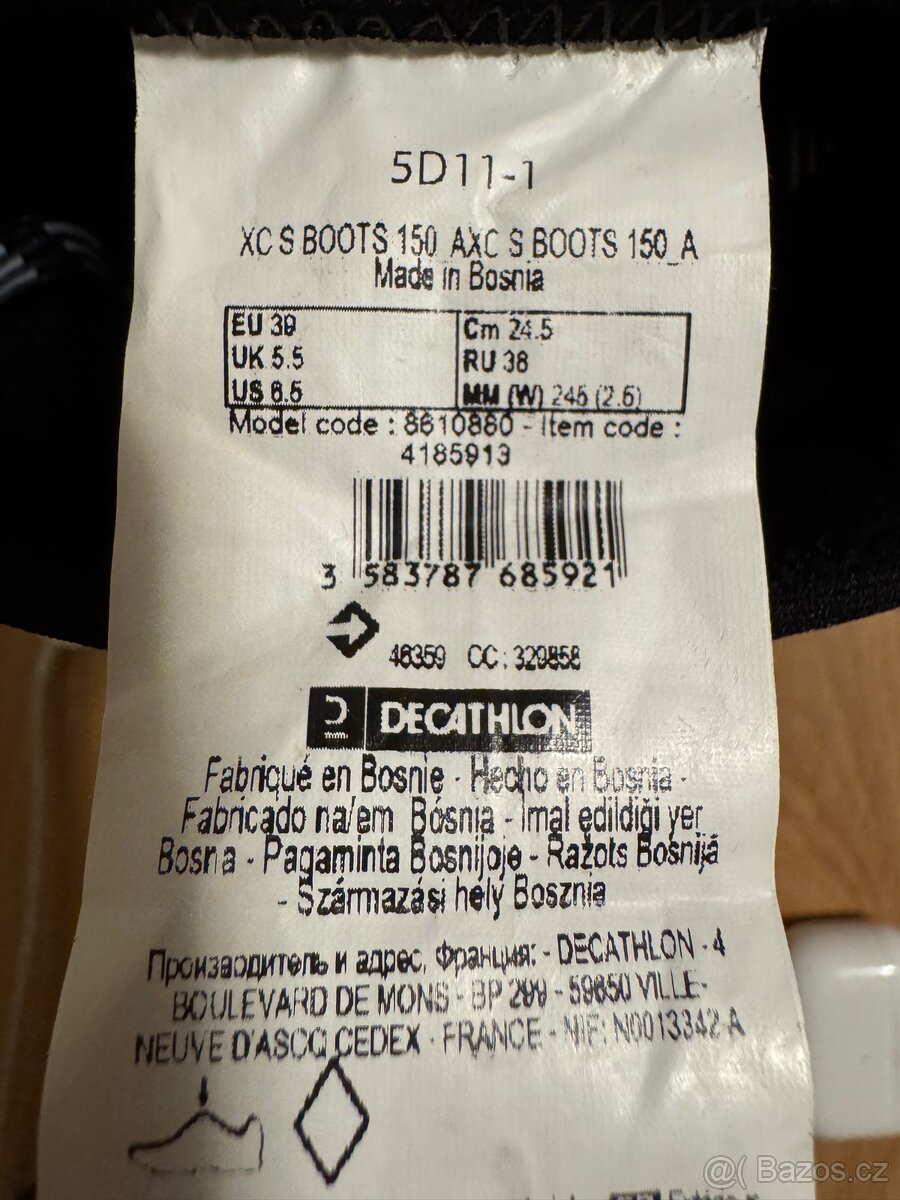 5D11-1
XC S BOOTS 150_AXC S BOOTS 150_A
Made in Bosnia
EU 39
UK 5.5
US 6.5
Cm 24.5
RU 38
MM (W) 245 (2.5)
Model code : 8610860 - Item code :
4185913
3 583787 685921
46359 CC: 329858
DECATHLON
Fabriqué en Bosnie - Hecho en Bosnia -
Fabricado na/em Bósnia - Imal edildiği yer
Bosna - Pagaminta Bosnijoje - Ražots Bosnijā
- Származási hely Bosznia
Производитель и адрес, Франция: - DECATHLON - 4
BOULEVARD DE MONS - BP 299 - 59650 VILLE-
NEUVE D'ASCQ CEDEX - FRANCE - NIF: N0013342-A
@( Bazos.cz